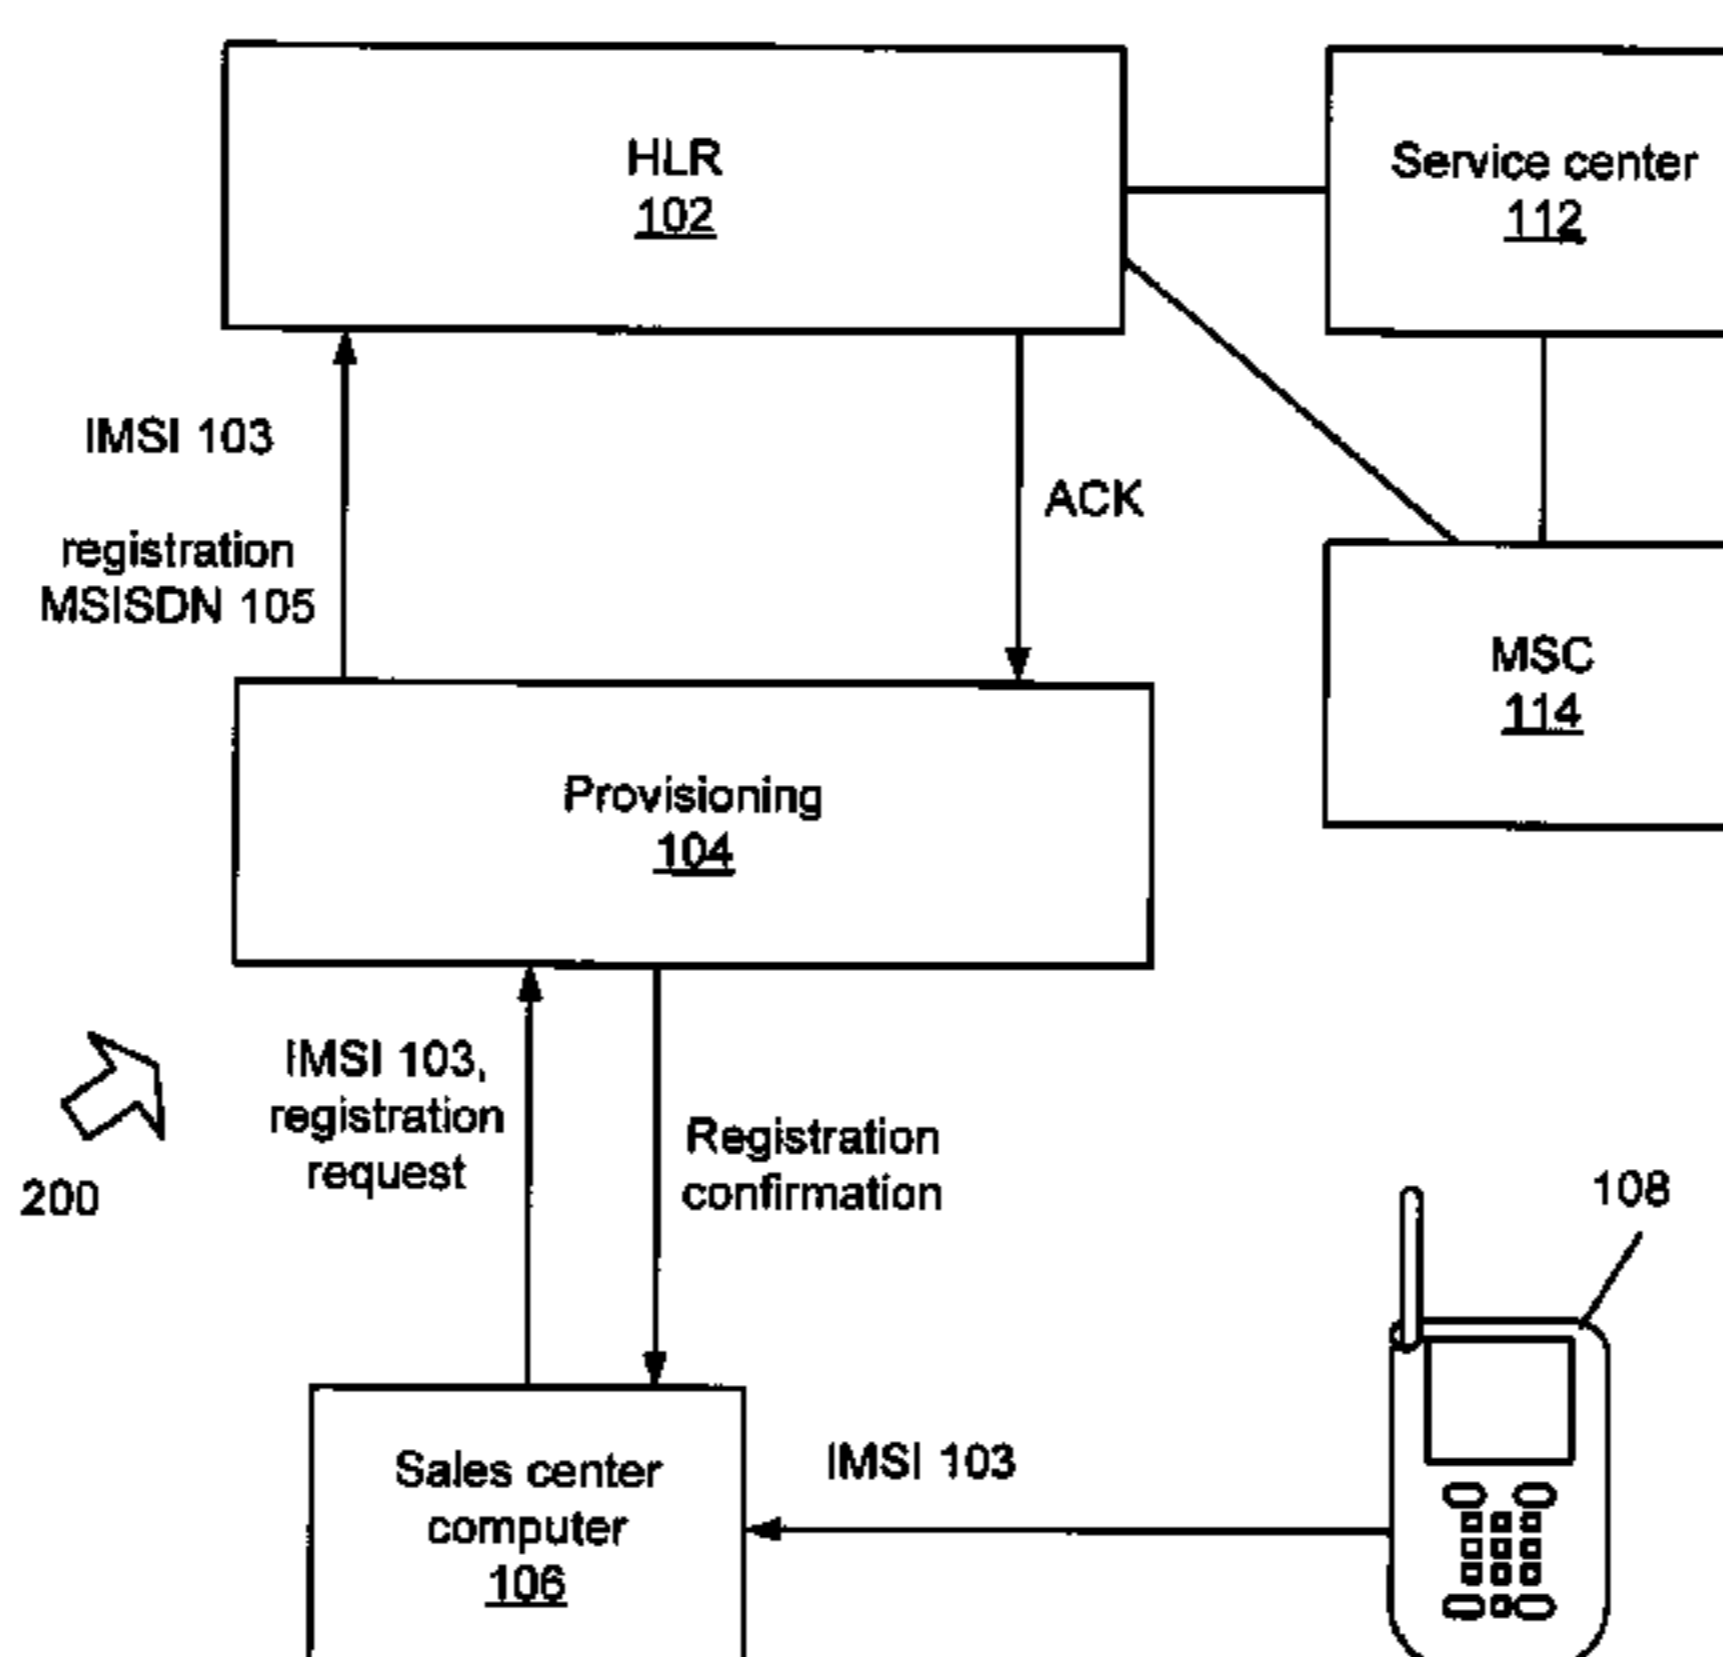 HLR
102
Service center
112
IMSI 103
registration
MSISDN 105
ACK
MSC
114
Provisioning
104
IMSI 103,
registration
request
Registration
confirmation
200
108
Sales center
computer
106
IMSI 103